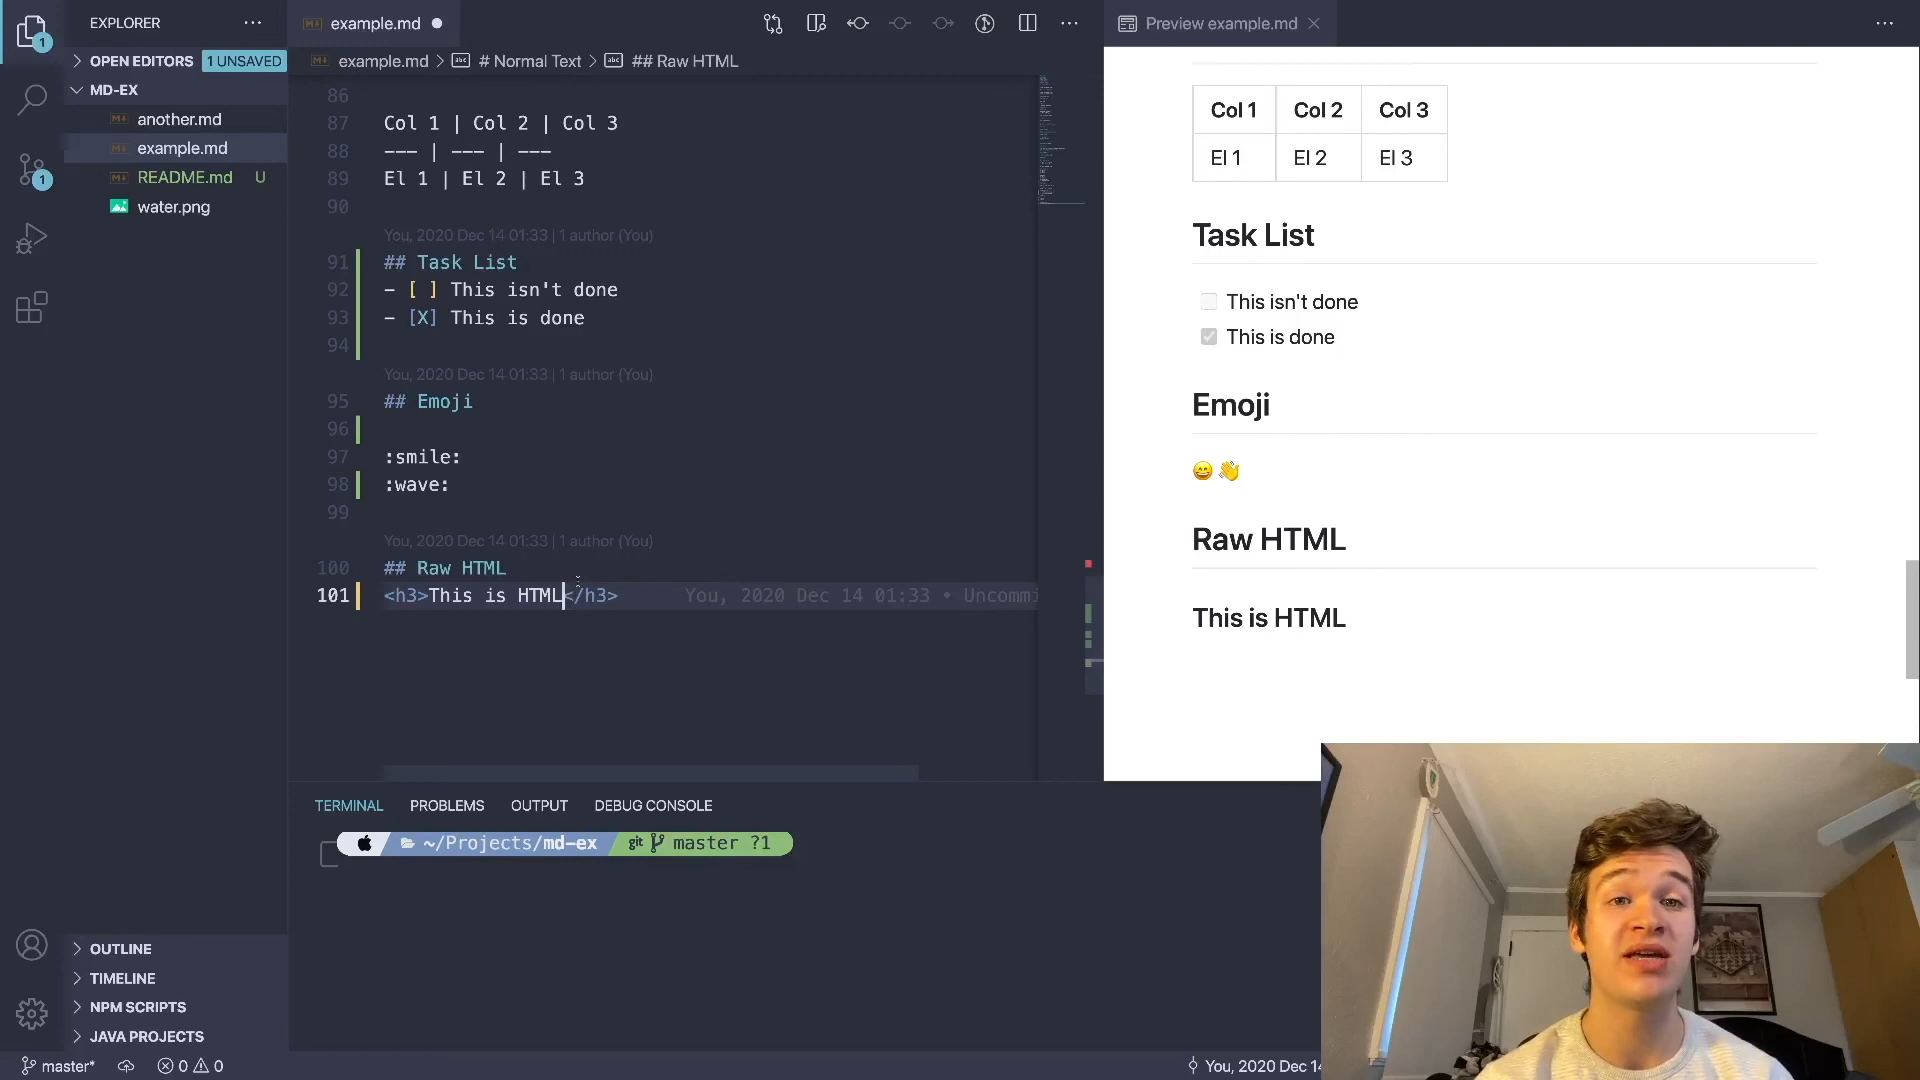 EXPLORER
OPEN EDITORS 1 UNSAVED
MD-EX
another.md
example.md
README.md U
water.png
OUTLINE
TIMELINE
NPM SCRIPTS
JAVA PROJECTS
1
1
example.md
example.md > # Normal Text > ## Raw HTML
86
87 Col 1 | Col 2 | Col 3
88 --- | --- | ---
89 El 1 | El 2 | El 3
90
You, 2020 Dec 14 01:33 | 1 author (You)
91 ## Task List
92 - [ ] This isn't done
93 - [X] This is done
94
You, 2020 Dec 14 01:33 | 1 author (You)
95 ## Emoji
96
97 :smile:
98 :wave:
99
You, 2020 Dec 14 01:33 | 1 author (You)
100 ## Raw HTML
101 <h3>This is HTML</h3> You, 2020 Dec 14 01:33 • Uncommi
TERMINAL PROBLEMS OUTPUT DEBUG CONSOLE
~/Projects/md-ex git master ?1
Preview example.md
Col 1 Col 2 Col 3
El 1 El 2 El 3
Task List
This isn't done
This is done
Emoji
😄 👋
Raw HTML
This is HTML
master* 0 0
You, 2020 Dec 14